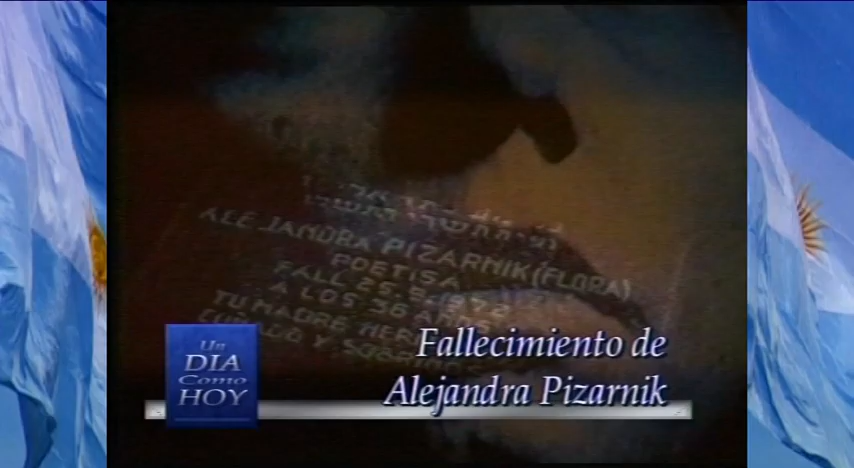 ALEJANDRA PIZARNIK (FLORA)
POETISA
FALL. 25.9.1972
A LOS 36 AÑOS
TU MADRE
CUÑADO Y
Un
DIA
Como
HOY
Fallecimiento de
Alejandra Pizarnik